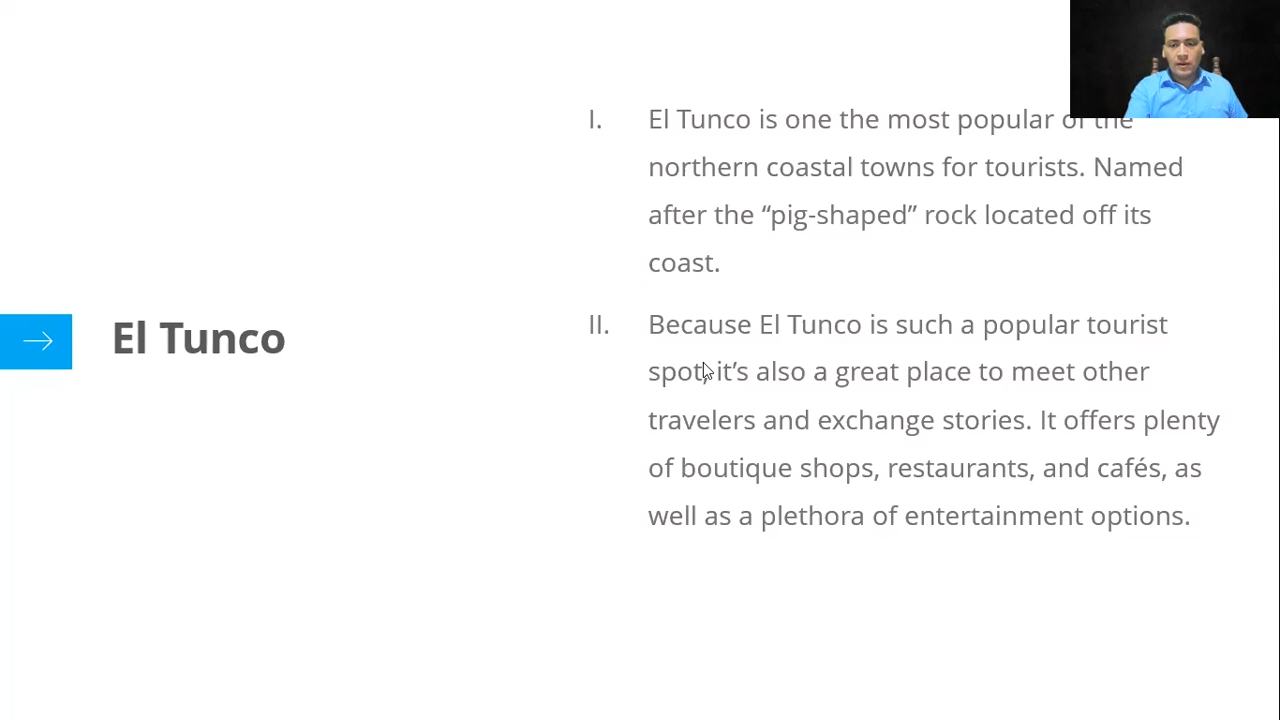 El Tunco
I. El Tunco is one the most popular of the
northern coastal towns for tourists. Named
after the “pig-shaped” rock located off its
coast.
II. Because El Tunco is such a popular tourist
spot, it’s also a great place to meet other
travelers and exchange stories. It offers plenty
of boutique shops, restaurants, and cafés, as
well as a plethora of entertainment options.